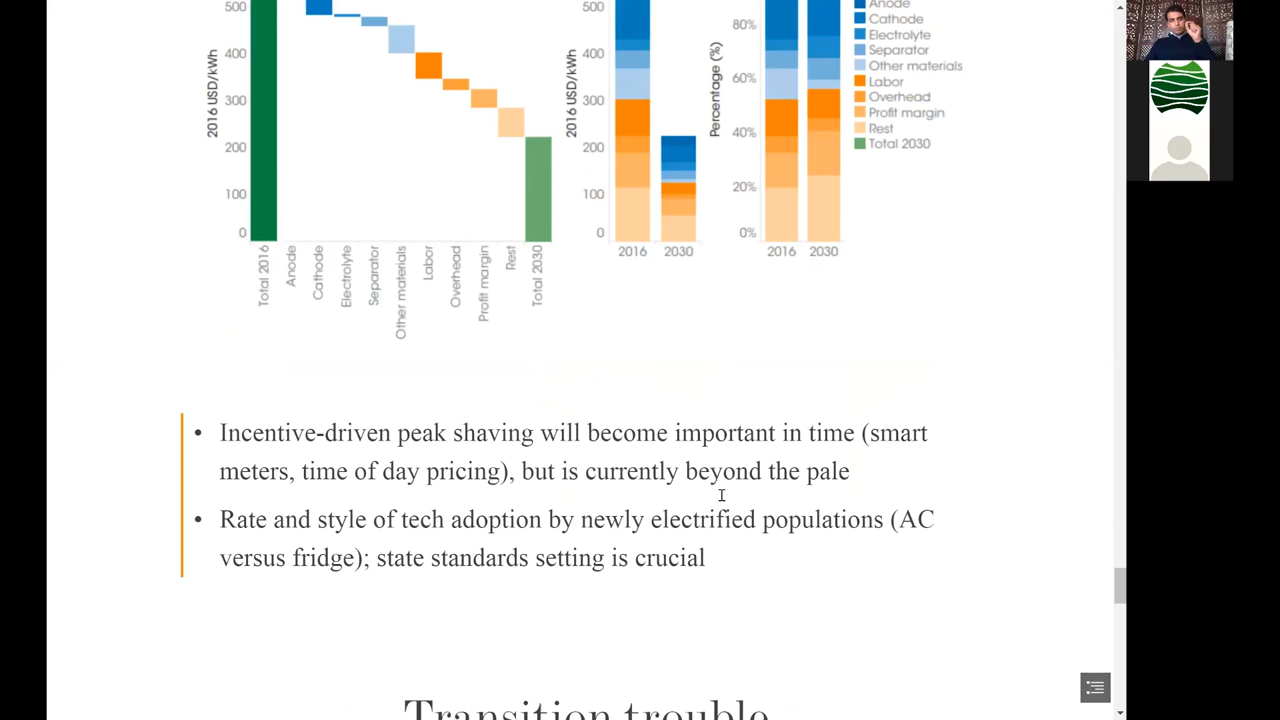 500
400
300
200
100
0
2016 USD/kWh
Total 2016
Anode
Cathode
Electrolyte
Separator
Other materials
Labor
Overhead
Profit margin
Rest
Total 2030
500
400
300
200
100
0
2016 USD/kWh
2016
2030
80%
60%
40%
20%
0%
Percentage (%)
2016
2030
Anode
Cathode
Electrolyte
Separator
Other materials
Labor
Overhead
Profit margin
Rest
Total 2030
• Incentive-driven peak shaving will become important in time (smart
meters, time of day pricing), but is currently beyond the pale
• Rate and style of tech adoption by newly electrified populations (AC
versus fridge); state standards setting is crucial
Transition trouble